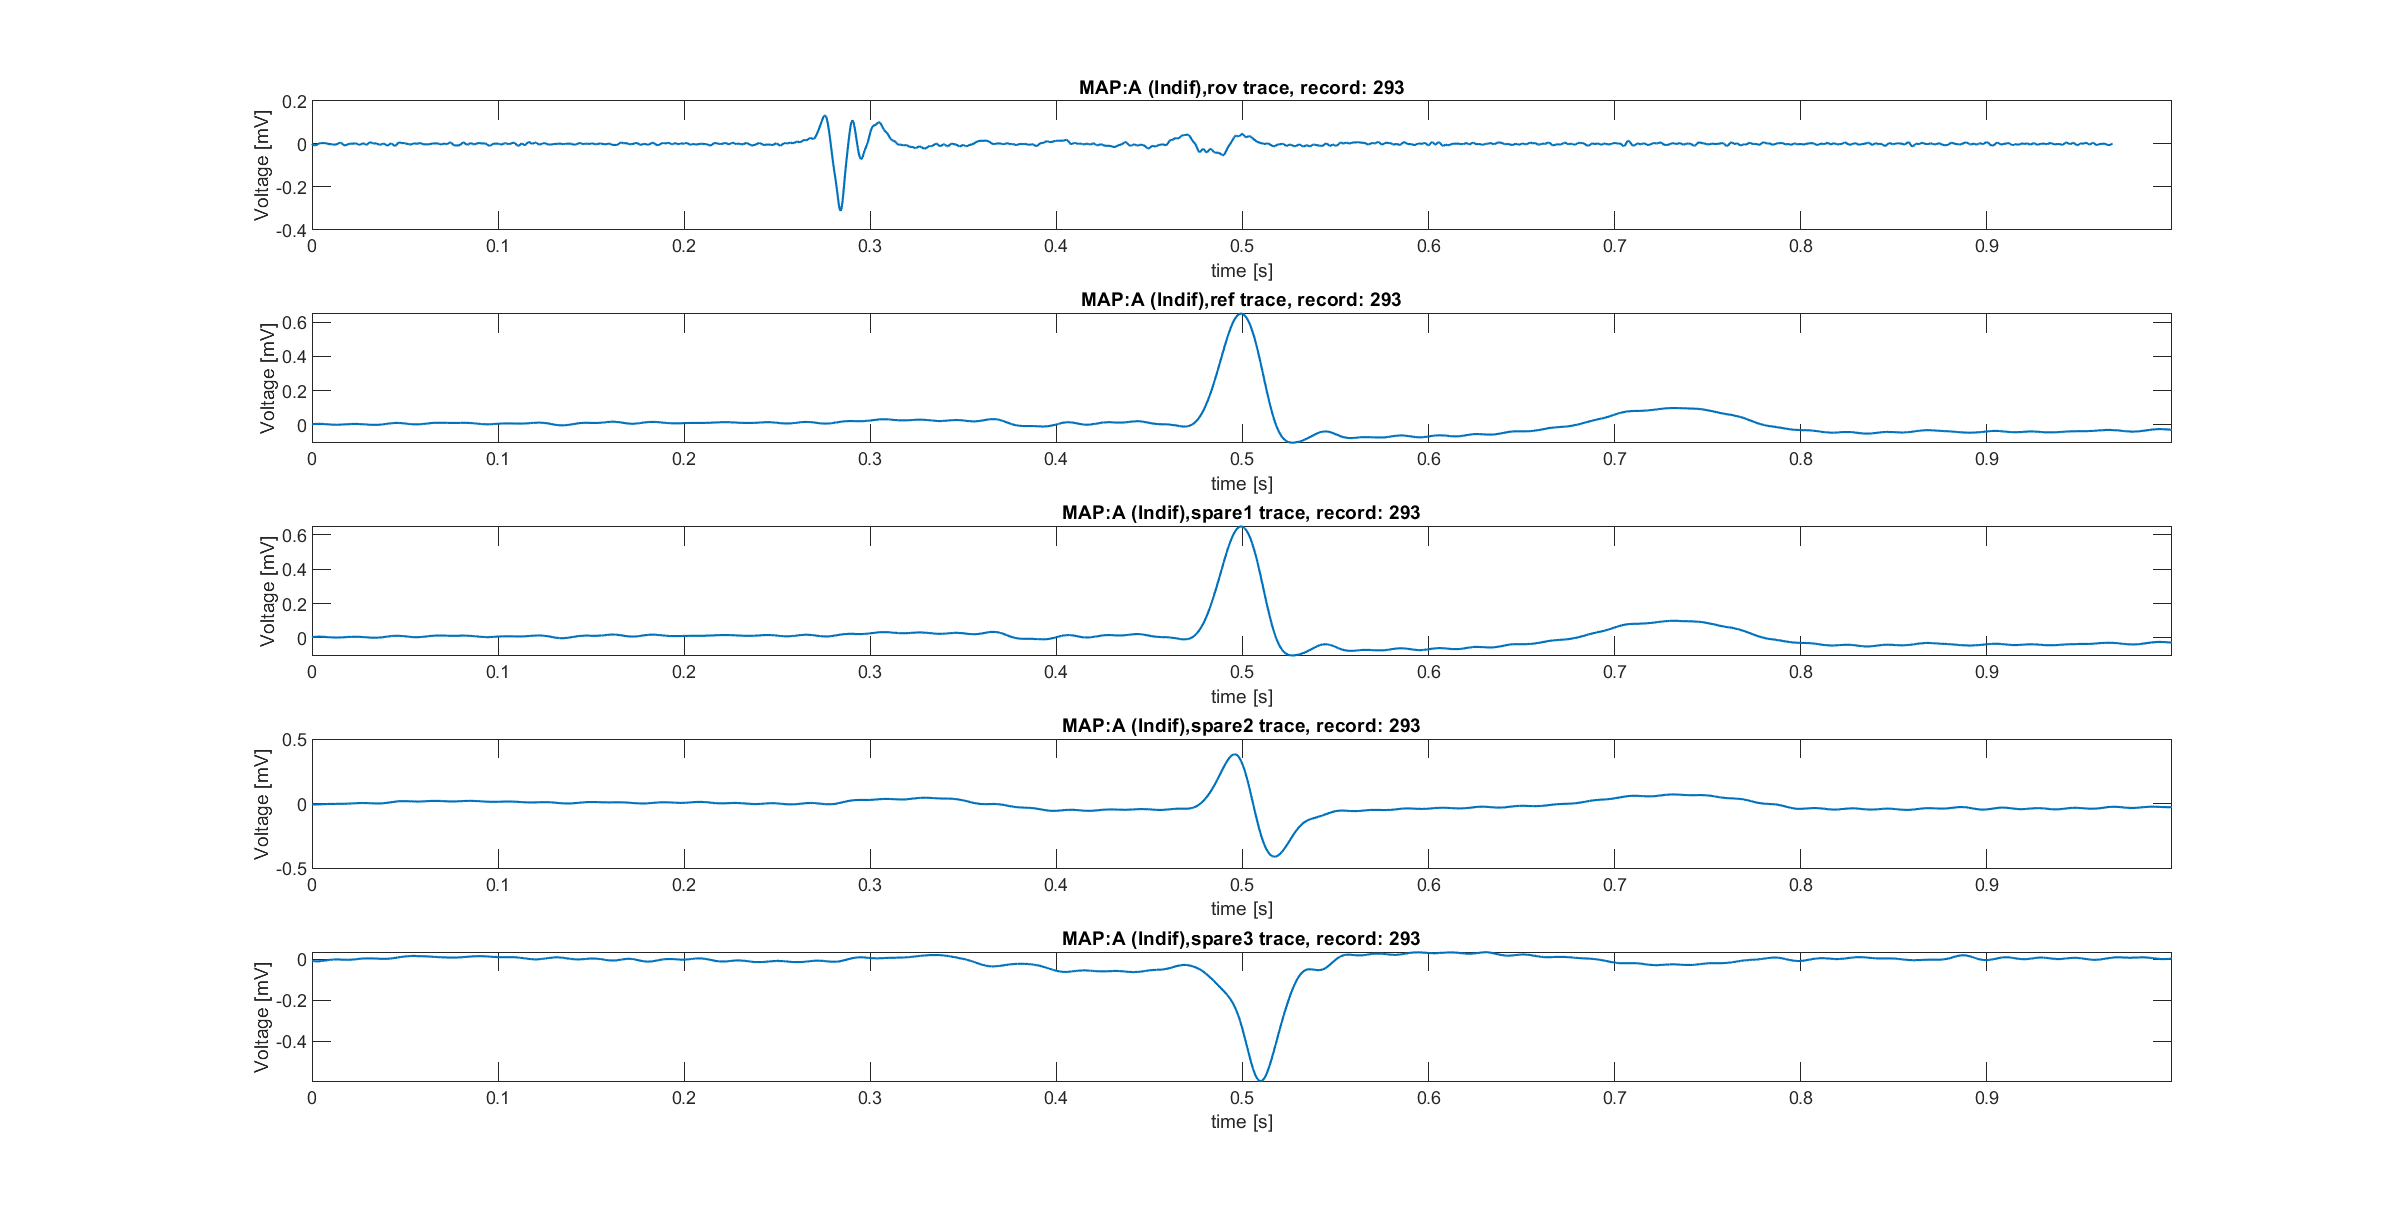 MAP:A (Indif),rov trace, record: 293
Voltage [mV]
0.2
0
-0.2
-0.4
0 0.1 0.2 0.3 0.4 0.5 0.6 0.7 0.8 0.9
time [s]
MAP:A (Indif),ref trace, record: 293
Voltage [mV]
0.6
0.4
0.2
0
0 0.1 0.2 0.3 0.4 0.5 0.6 0.7 0.8 0.9
time [s]
MAP:A (Indif),spare1 trace, record: 293
Voltage [mV]
0.6
0.4
0.2
0
0 0.1 0.2 0.3 0.4 0.5 0.6 0.7 0.8 0.9
time [s]
MAP:A (Indif),spare2 trace, record: 293
Voltage [mV]
0.5
0
-0.5
0 0.1 0.2 0.3 0.4 0.5 0.6 0.7 0.8 0.9
time [s]
MAP:A (Indif),spare3 trace, record: 293
Voltage [mV]
0
-0.2
-0.4
0 0.1 0.2 0.3 0.4 0.5 0.6 0.7 0.8 0.9
time [s]